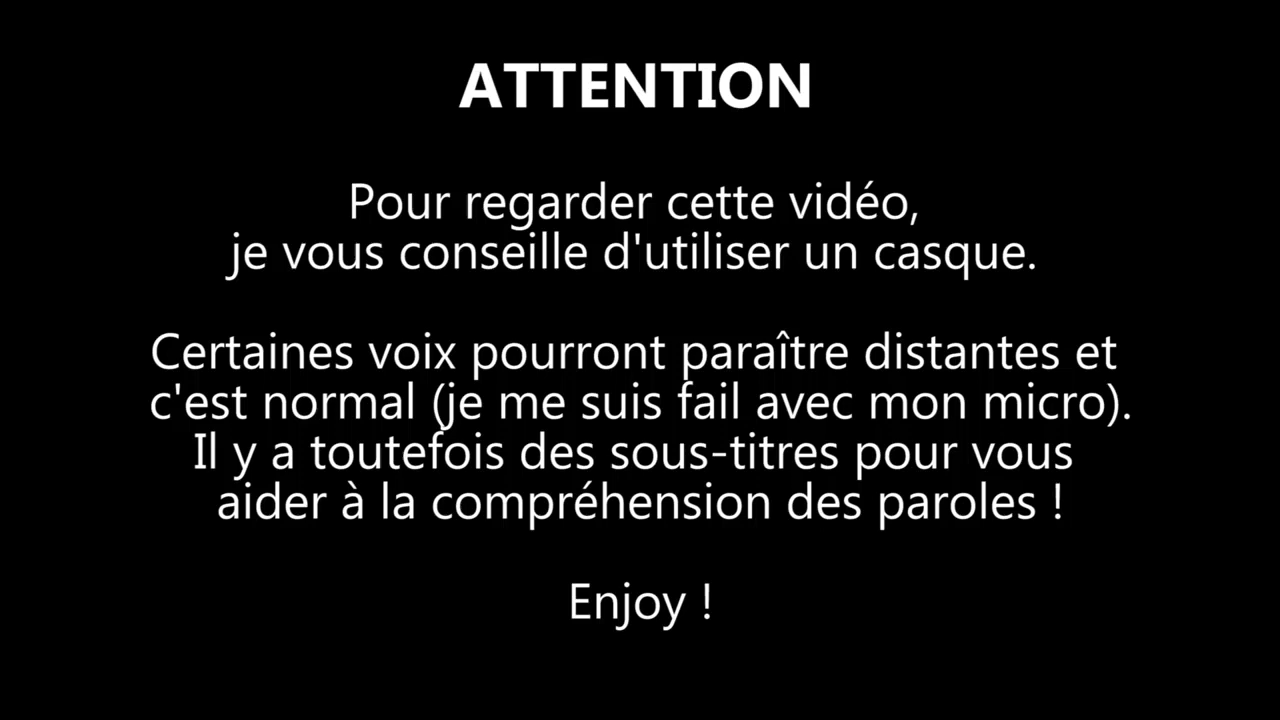 ATTENTION
Pour regarder cette vidéo,
je vous conseille d'utiliser un casque.
Certaines voix pourront paraître distantes et
c'est normal (je me suis fail avec mon micro).
Il y a toutefois des sous-titres pour vous
aider à la compréhension des paroles !
Enjoy !